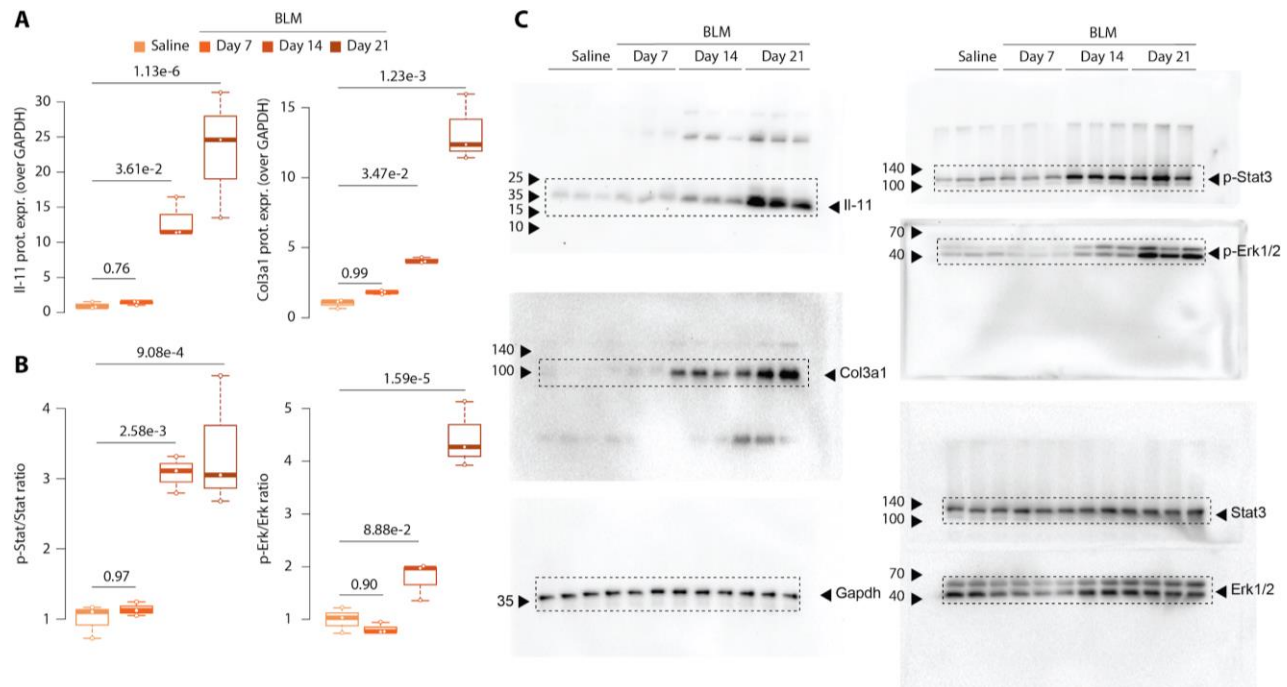 A
BLM
Saline Day 7 Day 14 Day 21
Il-11 prot. expr. (over GAPDH)
30
25
20
15
10
5
0
1.13e-6
3.61e-2
0.76
Col3a1 prot. expr. (over GAPDH)
15
10
5
0
1.23e-3
3.47e-2
0.99
B
p-Stat/Stat ratio
4
3
2
1
9.08e-4
2.58e-3
0.97
p-Erk/Erk ratio
5
4
3
2
1
1.59e-5
8.88e-2
0.90
C
BLM
Saline Day 7 Day 14 Day 21
25
35
15
10
Il-11
140
100
Col3a1
35
Gapdh
BLM
Saline Day 7 Day 14 Day 21
140
100
p-Stat3
70
40
p-Erk1/2
140
100
Stat3
70
40
Erk1/2